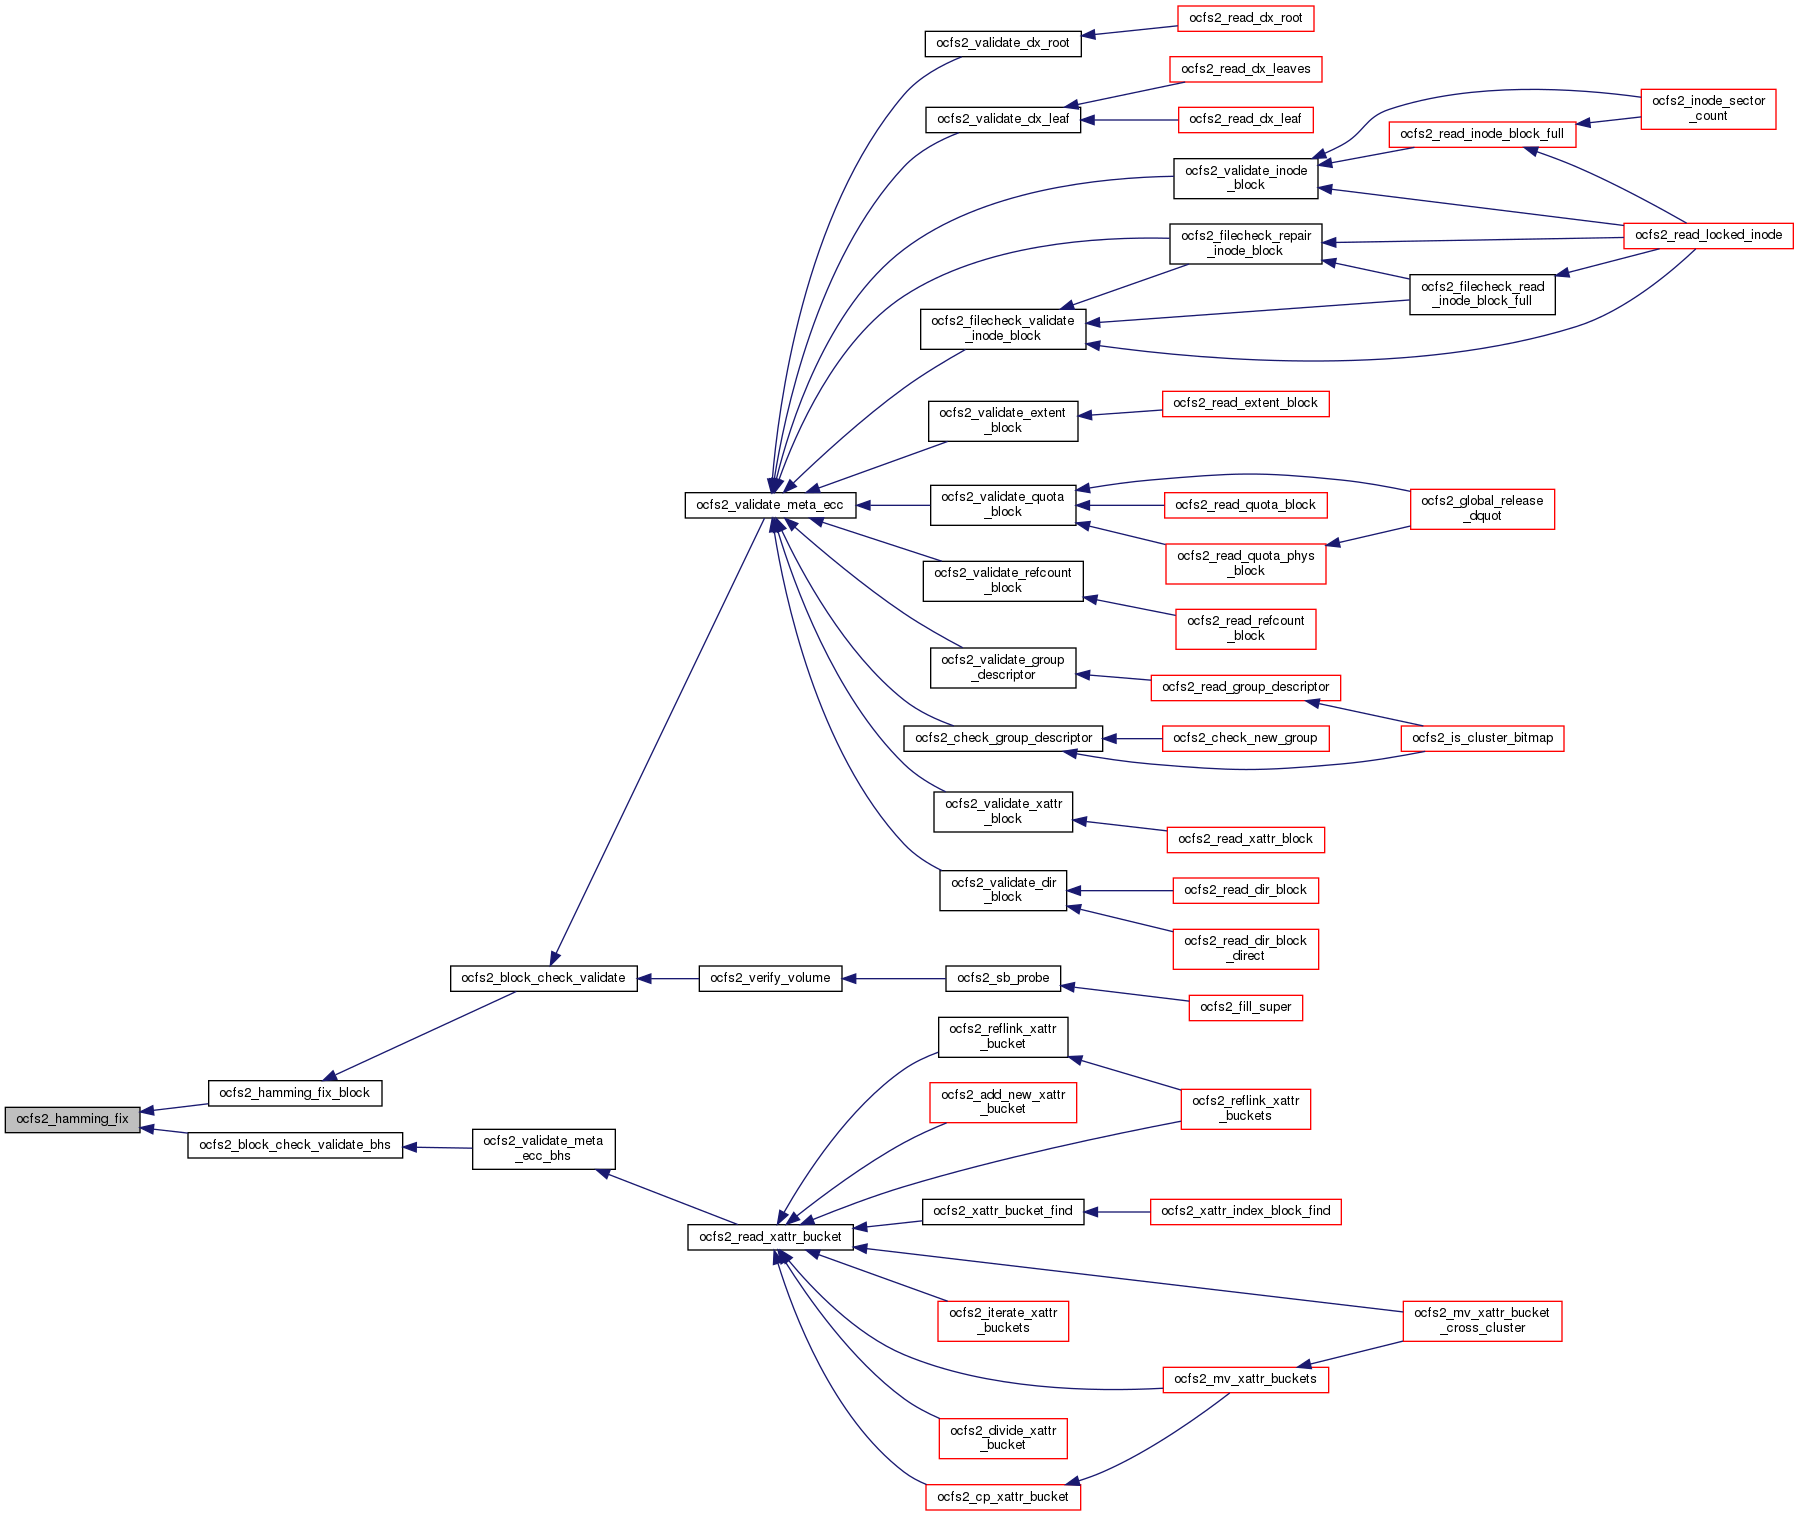 ocfs2_read_dx_root
ocfs2_validate_dx_root
ocfs2_read_dx_leaves
ocfs2_validate_dx_leaf
ocfs2_read_dx_leaf
ocfs2_inode_sector
_count
ocfs2_read_inode_block_full
ocfs2_validate_inode
_block
ocfs2_filecheck_repair
_inode_block
ocfs2_read_locked_inode
ocfs2_filecheck_read
_inode_block_full
ocfs2_filecheck_validate
_inode_block
ocfs2_validate_extent
_block
ocfs2_read_extent_block
ocfs2_validate_meta_ecc
ocfs2_validate_quota
_block
ocfs2_read_quota_block
ocfs2_global_release
_dquot
ocfs2_read_quota_phys
_block
ocfs2_validate_refcount
_block
ocfs2_read_refcount
_block
ocfs2_validate_group
_descriptor
ocfs2_read_group_descriptor
ocfs2_check_group_descriptor
ocfs2_check_new_group
ocfs2_is_cluster_bitmap
ocfs2_validate_xattr
_block
ocfs2_read_xattr_block
ocfs2_validate_dir
_block
ocfs2_read_dir_block
ocfs2_read_dir_block
_direct
ocfs2_block_check_validate
ocfs2_verify_volume
ocfs2_sb_probe
ocfs2_fill_super
ocfs2_reflink_xattr
_bucket
ocfs2_hamming_fix_block
ocfs2_add_new_xattr
_bucket
ocfs2_reflink_xattr
_buckets
ocfs2_hamming_fix
ocfs2_block_check_validate_bhs
ocfs2_validate_meta
_ecc_bhs
ocfs2_xattr_bucket_find
ocfs2_xattr_index_block_find
ocfs2_read_xattr_bucket
ocfs2_iterate_xattr
_buckets
ocfs2_mv_xattr_bucket
_cross_cluster
ocfs2_mv_xattr_buckets
ocfs2_divide_xattr
_bucket
ocfs2_cp_xattr_bucket